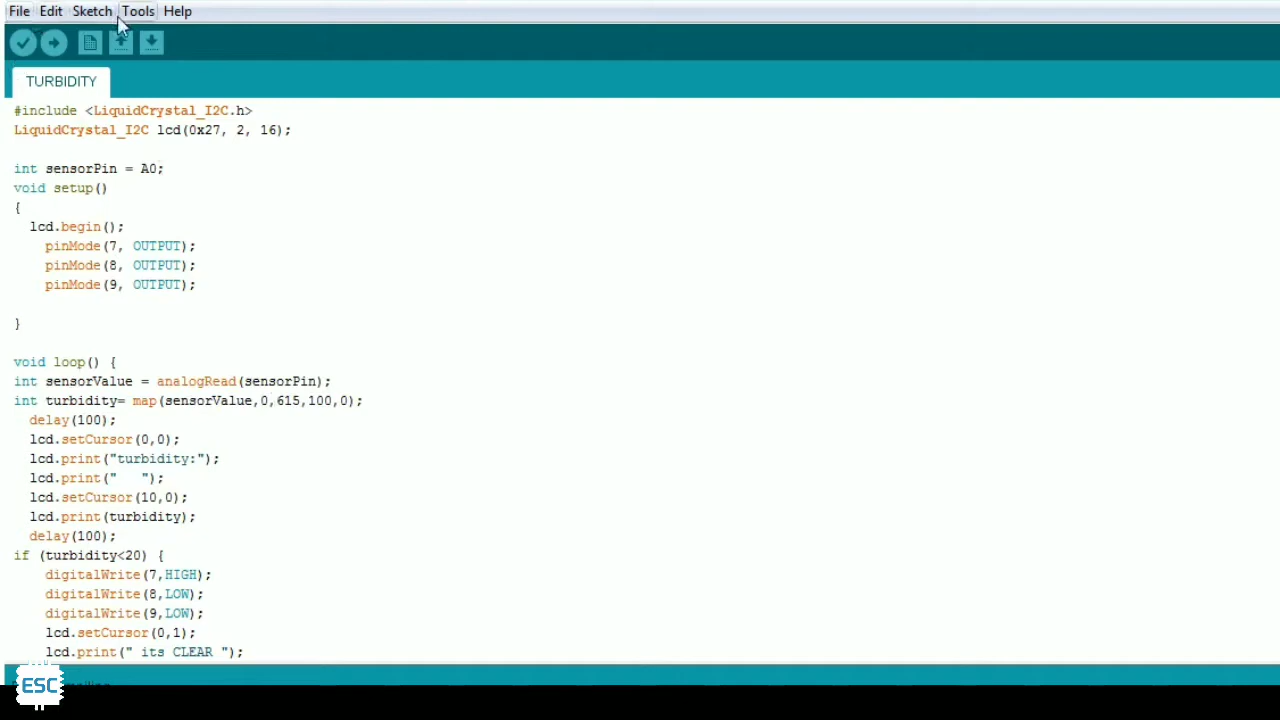 File Edit Sketch Tools Help
TURBIDITY
#include <LiquidCrystal_I2C.h>
LiquidCrystal_I2C lcd(0x27, 2, 16);
int sensorPin = A0;
void setup()
{
lcd.begin();
pinMode(7, OUTPUT);
pinMode(8, OUTPUT);
pinMode(9, OUTPUT);
}
void loop() {
int sensorValue = analogRead(sensorPin);
int turbidity= map(sensorValue,0,615,100,0);
delay(100);
lcd.setCursor(0,0);
lcd.print("turbidity:");
lcd.print("   ");
lcd.setCursor(10,0);
lcd.print(turbidity);
delay(100);
if (turbidity<20) {
digitalWrite(7,HIGH);
digitalWrite(8,LOW);
digitalWrite(9,LOW);
lcd.setCursor(0,1);
lcd.print(" its CLEAR ");
ESC